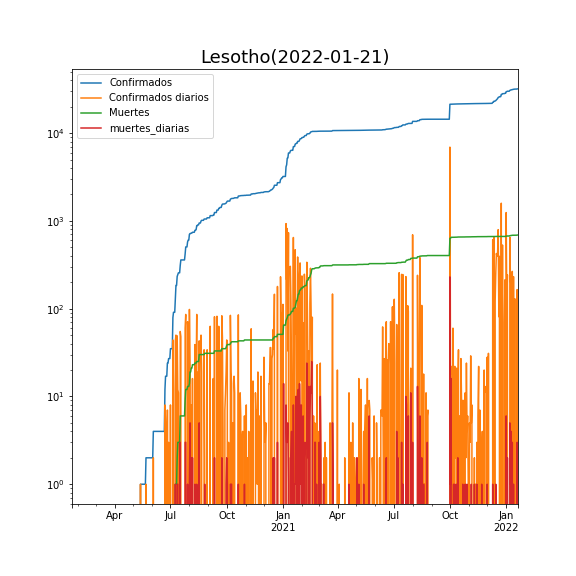 Lesotho(2022-01-21)
Confirmados
Confirmados diarios
Muertes
muertes_diarias
10⁴
10³
10²
10¹
10⁰
Apr Jul Oct Jan Apr Jul Oct Jan
2021 2022